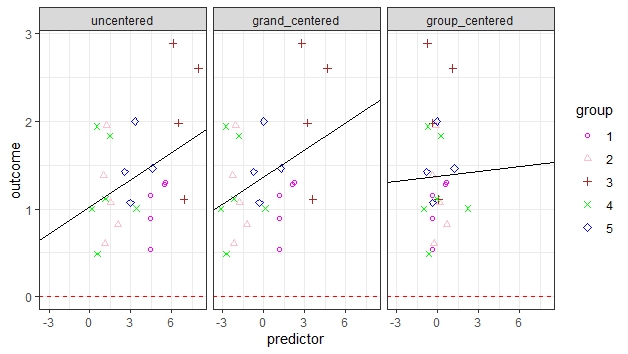 uncentered grand_centered group_centered
3
2
1
0
outcome
-3 0 3 6 -3 0 3 6 -3 0 3 6
predictor
group
1
2
3
4
5